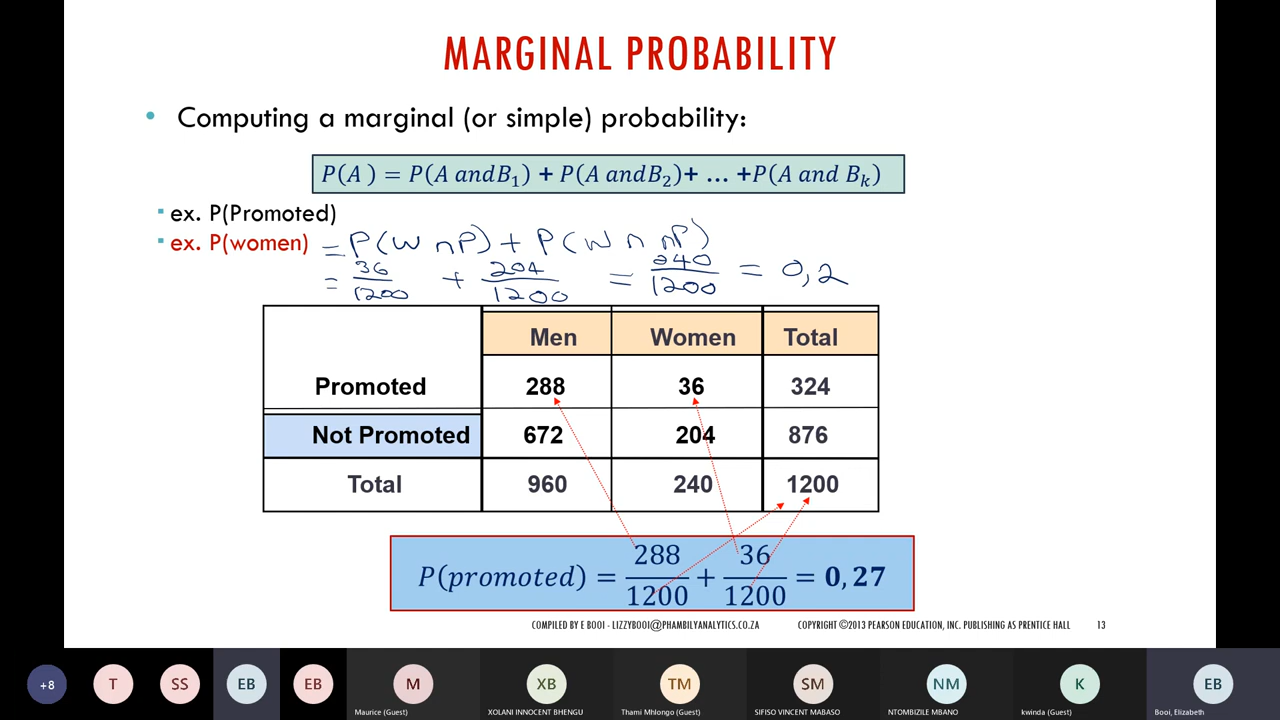 MARGINAL PROBABILITY
• Computing a marginal (or simple) probability:
P(A ) = P(A andB₁) + P(A andB₂)+ … +P(A and Bₖ)
▪ ex. P(Promoted)
▪ ex. P(women) = P(W ∩ P) + P(W ∩ nP)
= 36/1200 + 204/1200 = 240/1200 = 0,2
Men Women Total
Promoted 288 36 324
Not Promoted 672 204 876
Total 960 240 1200
P(promoted) = 288/1200 + 36/1200 = 0,27
COMPILED BY E BOOI - LIZZYBOOI@PHAMBILYANALYTICS.CO.ZA COPYRIGHT ©2013 PEARSON EDUCATION, INC. PUBLISHING AS PRENTICE HALL 13
+8 T SS EB EB M XB TM SM NM K EB
Maurice (Guest) XOLANI INNOCENT BHENGU Thami Mhlongo (Guest) SIFISO VINCENT MABASO NTOMBIZILE MBANO kwinda (Guest) Booi, Elizabeth